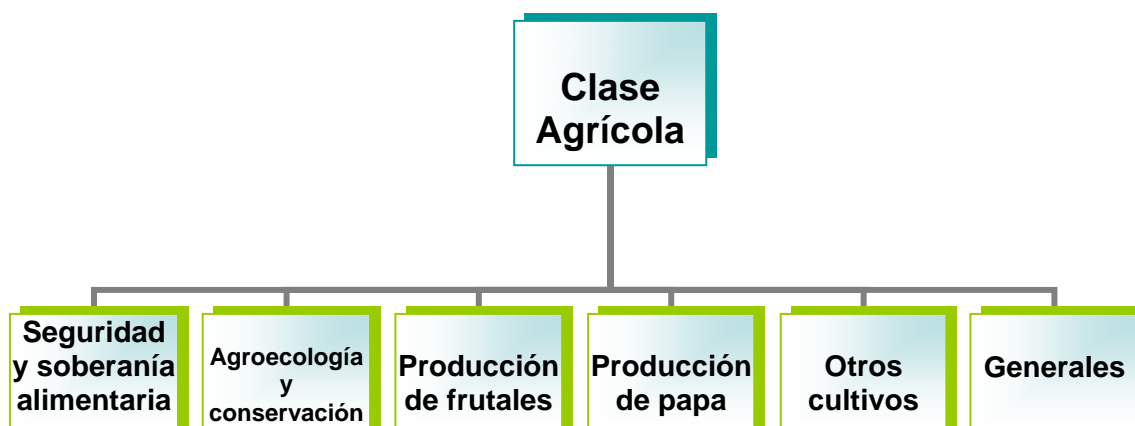 Clase
Agrícola
Seguridad
y soberanía
alimentaria
Agroecología
y
conservación
Producción
de frutales
Producción
de papa
Otros
cultivos
Generales